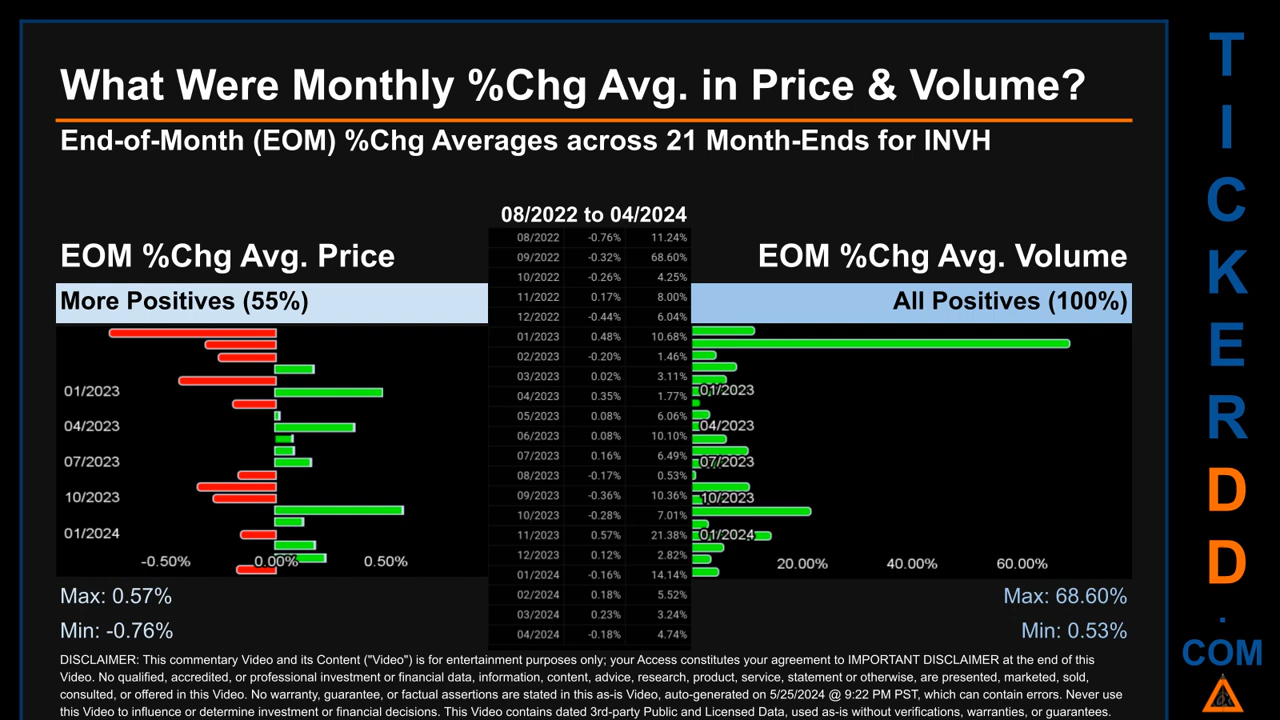 What Were Monthly %Chg Avg. in Price & Volume?
End-of-Month (EOM) %Chg Averages across 21 Month-Ends for INVH
08/2022 to 04/2024
EOM %Chg Avg. Price
More Positives (55%)
01/2023
04/2023
07/2023
10/2023
01/2024
-0.50% 0.00% 0.50%
Max: 0.57%
Min: -0.76%
08/2022 -0.76% 11.24%
09/2022 -0.32% 68.60%
10/2022 -0.26% 4.25%
11/2022 0.17% 8.00%
12/2022 -0.44% 6.04%
01/2023 0.48% 10.68%
02/2023 -0.20% 1.46%
03/2023 0.02% 3.11%
04/2023 0.35% 1.77%
05/2023 0.08% 6.06%
06/2023 0.08% 10.10%
07/2023 0.16% 6.49%
08/2023 -0.17% 0.53%
09/2023 -0.36% 10.36%
10/2023 -0.28% 7.01%
11/2023 0.57% 21.38%
12/2023 0.12% 2.82%
01/2024 -0.16% 14.14%
02/2024 0.18% 5.52%
03/2024 0.23% 3.24%
04/2024 -0.18% 4.74%
EOM %Chg Avg. Volume
All Positives (100%)
01/2023
04/2023
07/2023
10/2023
01/2024
20.00% 40.00% 60.00%
Max: 68.60%
Min: 0.53%
DISCLAIMER: This commentary Video and its Content ("Video") is for entertainment purposes only; your Access constitutes your agreement to IMPORTANT DISCLAIMER at the end of this
Video. No qualified, accredited, or professional investment or financial data, information, content, advice, research, product, service, statement or otherwise, are presented, marketed, sold,
consulted, or offered in this Video. No warranty, guarantee, or factual assertions are stated in this as-is Video, auto-generated on 5/25/2024 @ 9:22 PM PST, which can contain errors. Never use
this Video to influence or determine investment or financial decisions. This Video contains dated 3rd-party Public and Licensed Data, used as-is without verifications, warranties, or guarantees.
T
I
C
K
E
R
D
D
.
COM